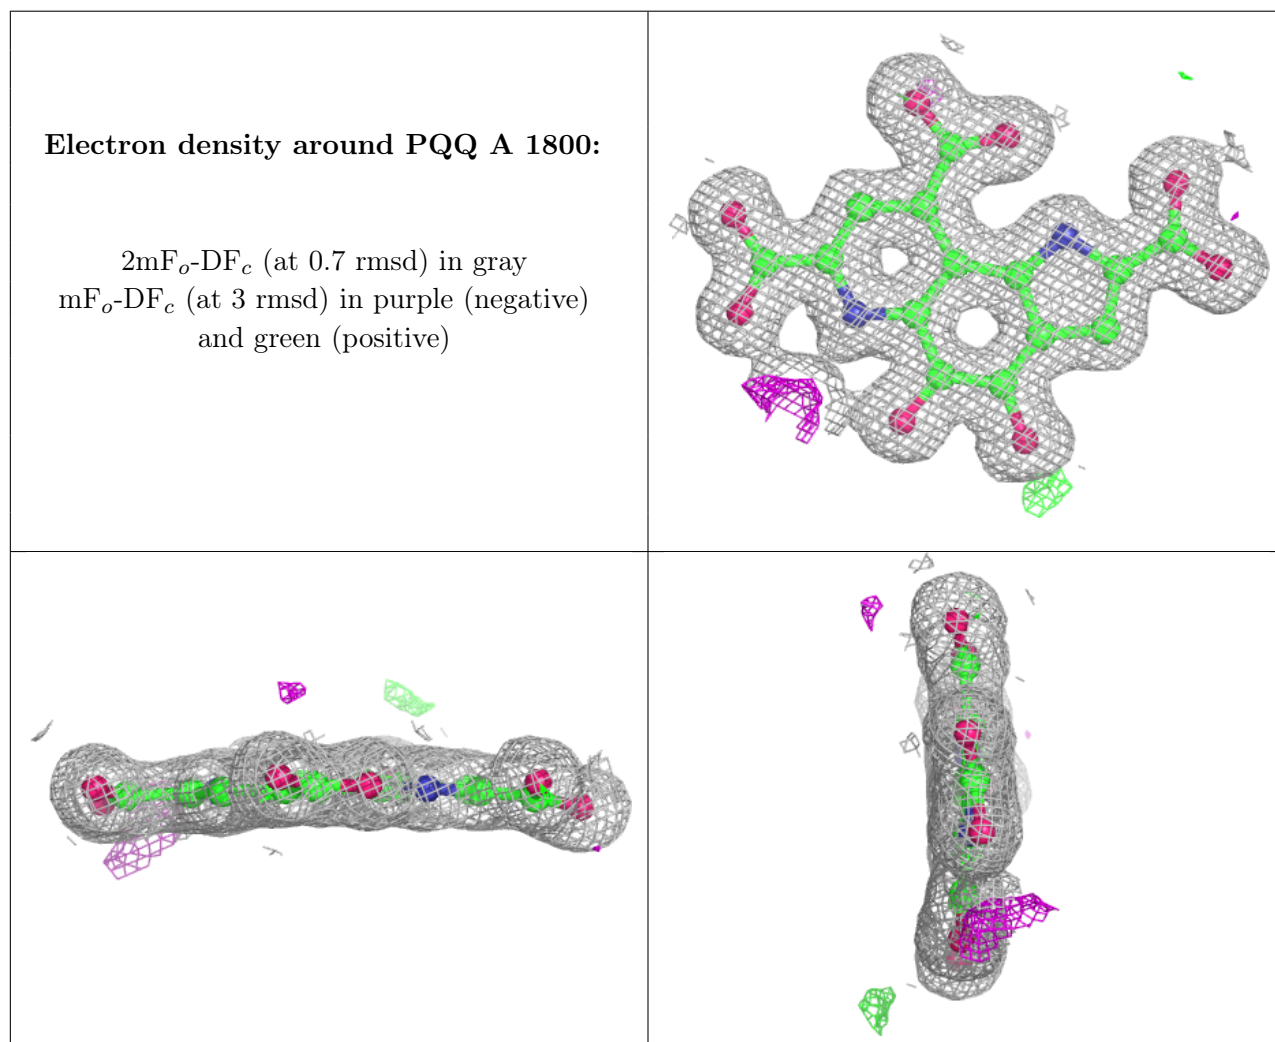 Electron density around PQQ A 1800:
2mFₒ-DF𝒸 (at 0.7 rmsd) in gray
mFₒ-DF𝒸 (at 3 rmsd) in purple (negative)
and green (positive)